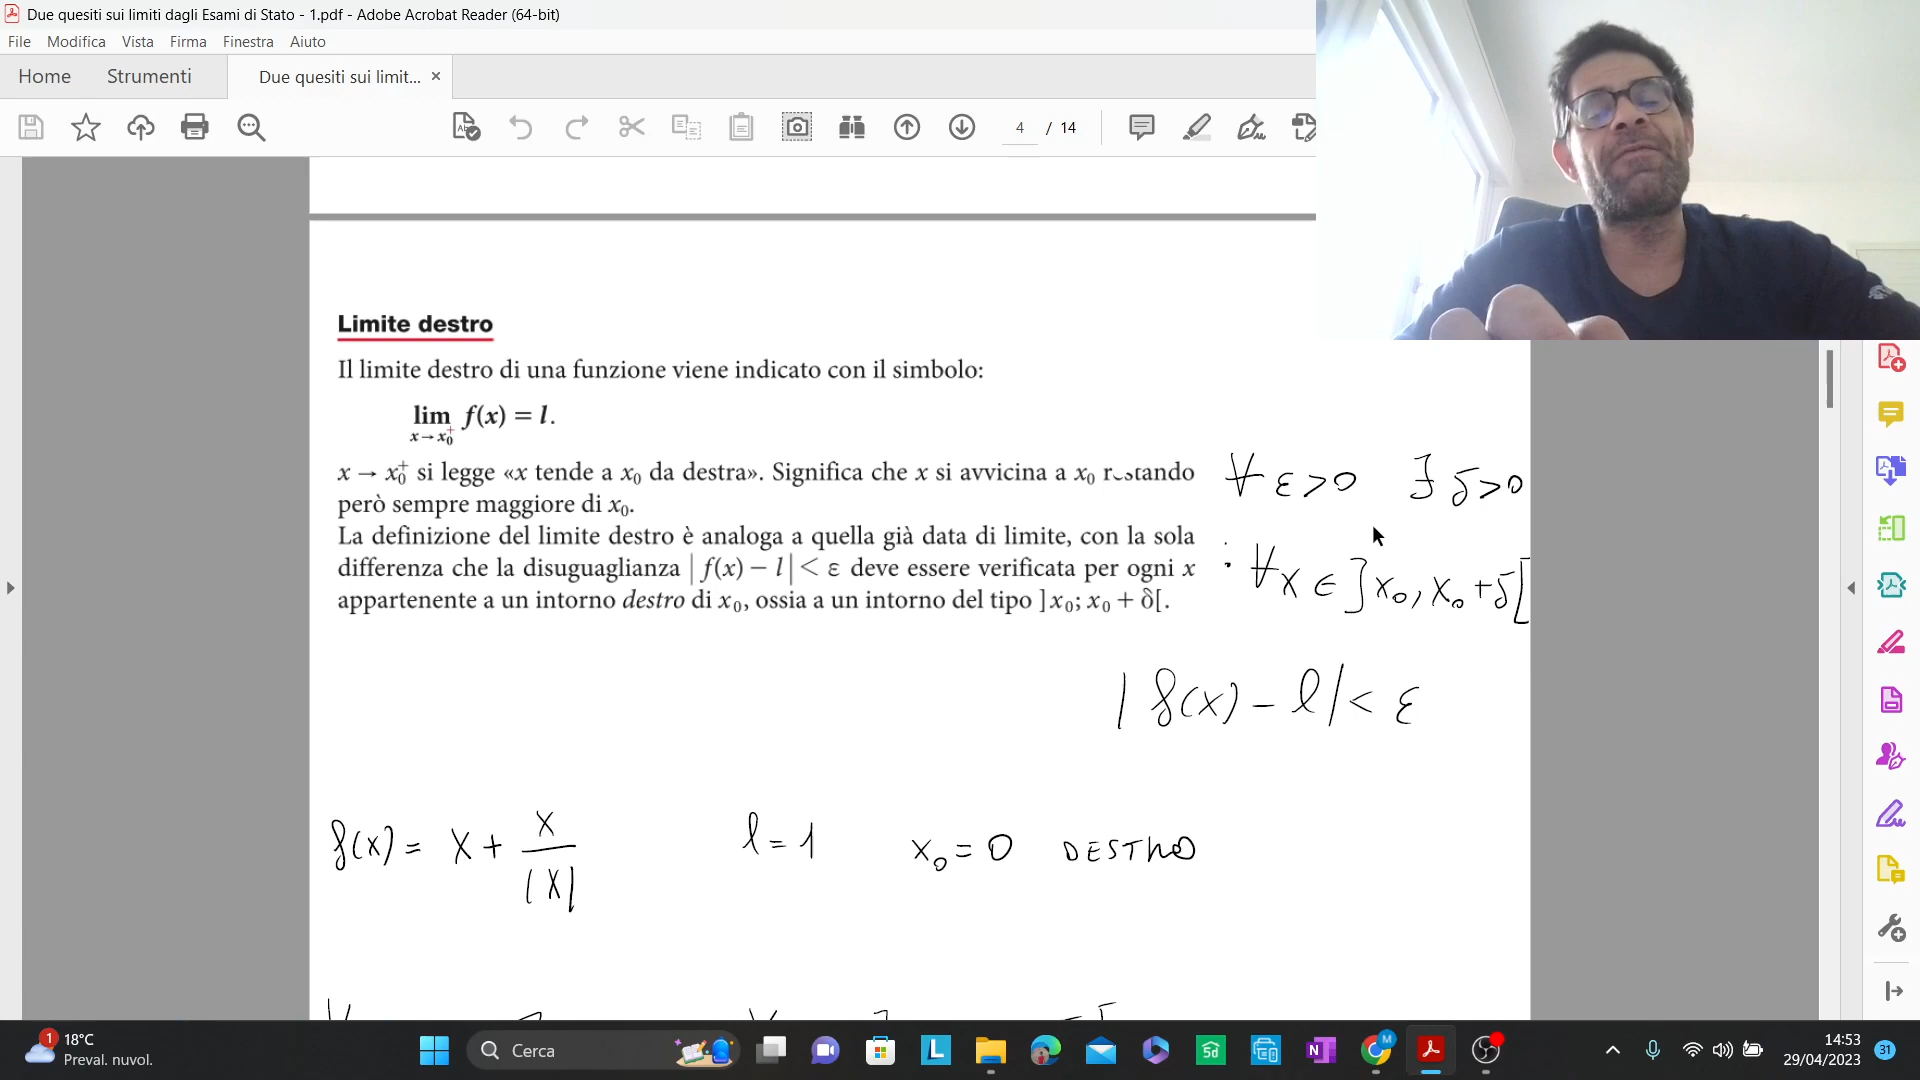 Due quesiti sui limiti dagli Esami di Stato - 1.pdf - Adobe Acrobat Reader (64-bit)
File Modifica Vista Firma Finestra Aiuto
Home Strumenti Due quesiti sui limit... ×
4 / 14
Limite destro
Il limite destro di una funzione viene indicato con il simbolo:
lim f(x) = l.
x→x₀⁺
x → x₀⁺ si legge «x tende a x₀ da destra». Significa che x si avvicina a x₀ restando
però sempre maggiore di x₀.
La definizione del limite destro è analoga a quella già data di limite, con la sola
differenza che la disuguaglianza |f(x) − l| < ε deve essere verificata per ogni x
appartenente a un intorno destro di x₀, ossia a un intorno del tipo ]x₀; x₀ + δ[.
∀ ε>0 ∃ δ>0
: ∀x ∈ ]x₀, x₀+δ[
|f(x) − l| < ε
f(x) = x + x/|x| l = 1 x₀ = 0 DESTRO
1
18°C
Preval. nuvol.
Cerca
14:53
29/04/2023
31